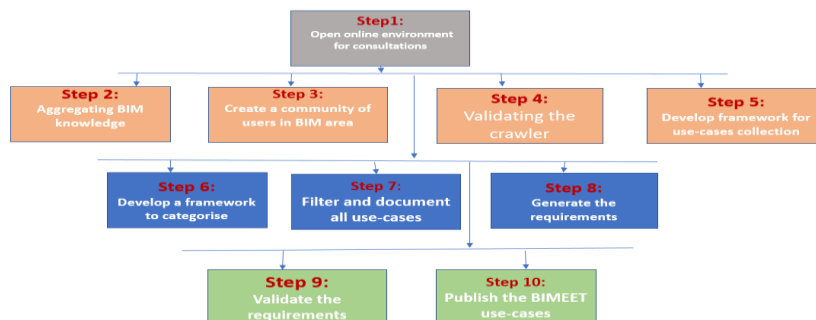 Step1:
Open online environment
for consultations
Step 2:
Aggregating BIM
knowledge
Step 3:
Create a community of
users in BIM area
Step 4:
Validating the
crawler
Step 5:
Develop framework for
use-cases collection
Step 6:
Develop a framework
to categorise
Step 7:
Filter and document
all use-cases
Step 8:
Generate the
requirements
Step 9:
Validate the
requirements
Step 10:
Publish the BIMEET
use-cases